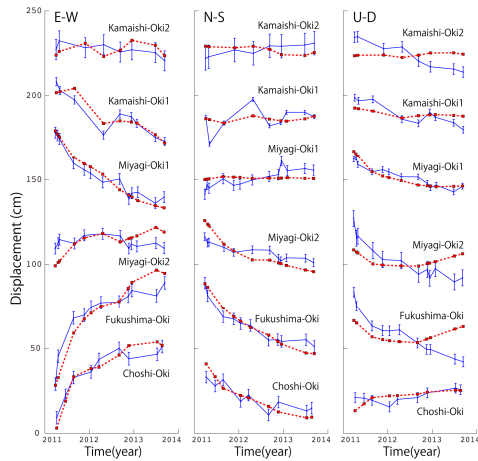 E-W N-S U-D
250
Kamaishi-Oki2 Kamaishi-Oki2 Kamaishi-Oki2
200
Kamaishi-Oki1 Kamaishi-Oki1 Kamaishi-Oki1
Miyagi-Oki1 Miyagi-Oki1 Miyagi-Oki1
150
Displacement (cm)
100
Miyagi-Oki2 Miyagi-Oki2 Miyagi-Oki2
Fukushima-Oki Fukushima-Oki Fukushima-Oki
50
Choshi-Oki Choshi-Oki Choshi-Oki
0
2011 2012 2013 2014 2011 2012 2013 2014 2011 2012 2013 2014
Time(year) Time(year) Time(year)